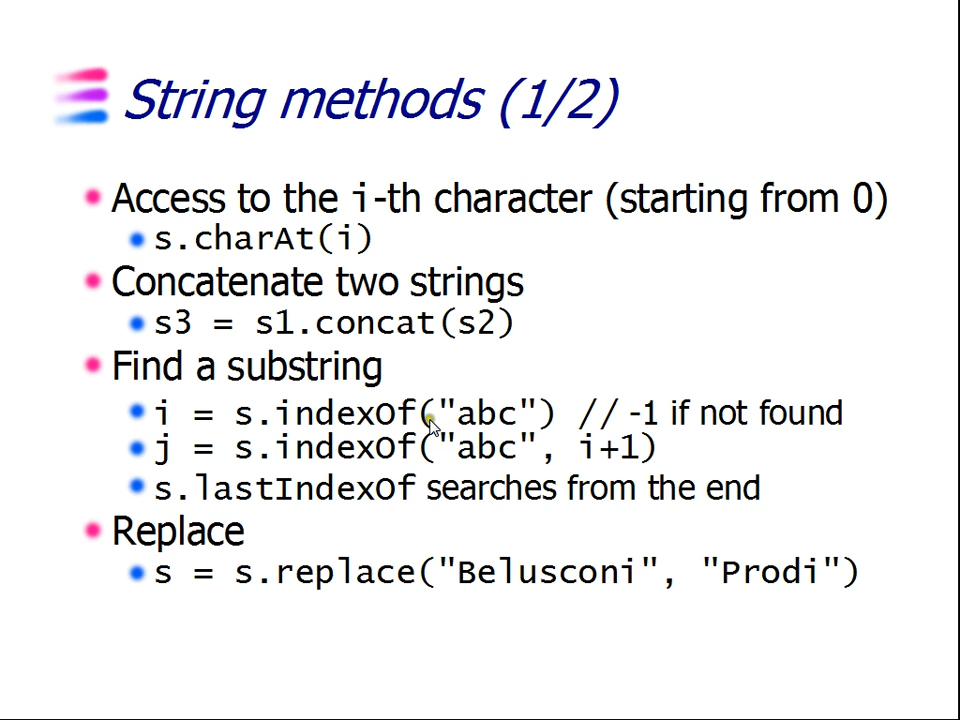 String methods (1/2)
Access to the i-th character (starting from 0)
s.charAt(i)
Concatenate two strings
s3 = s1.concat(s2)
Find a substring
i = s.indexOf("abc") // -1 if not found
j = s.indexOf("abc", i+1)
s.lastIndexOf searches from the end
Replace
s = s.replace("Belusconi", "Prodi")